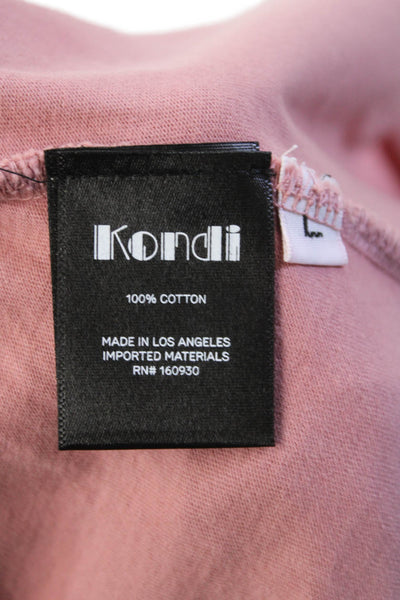 Kondi
100% COTTON
MADE IN LOS ANGELES
IMPORTED MATERIALS
RN# 160930
L